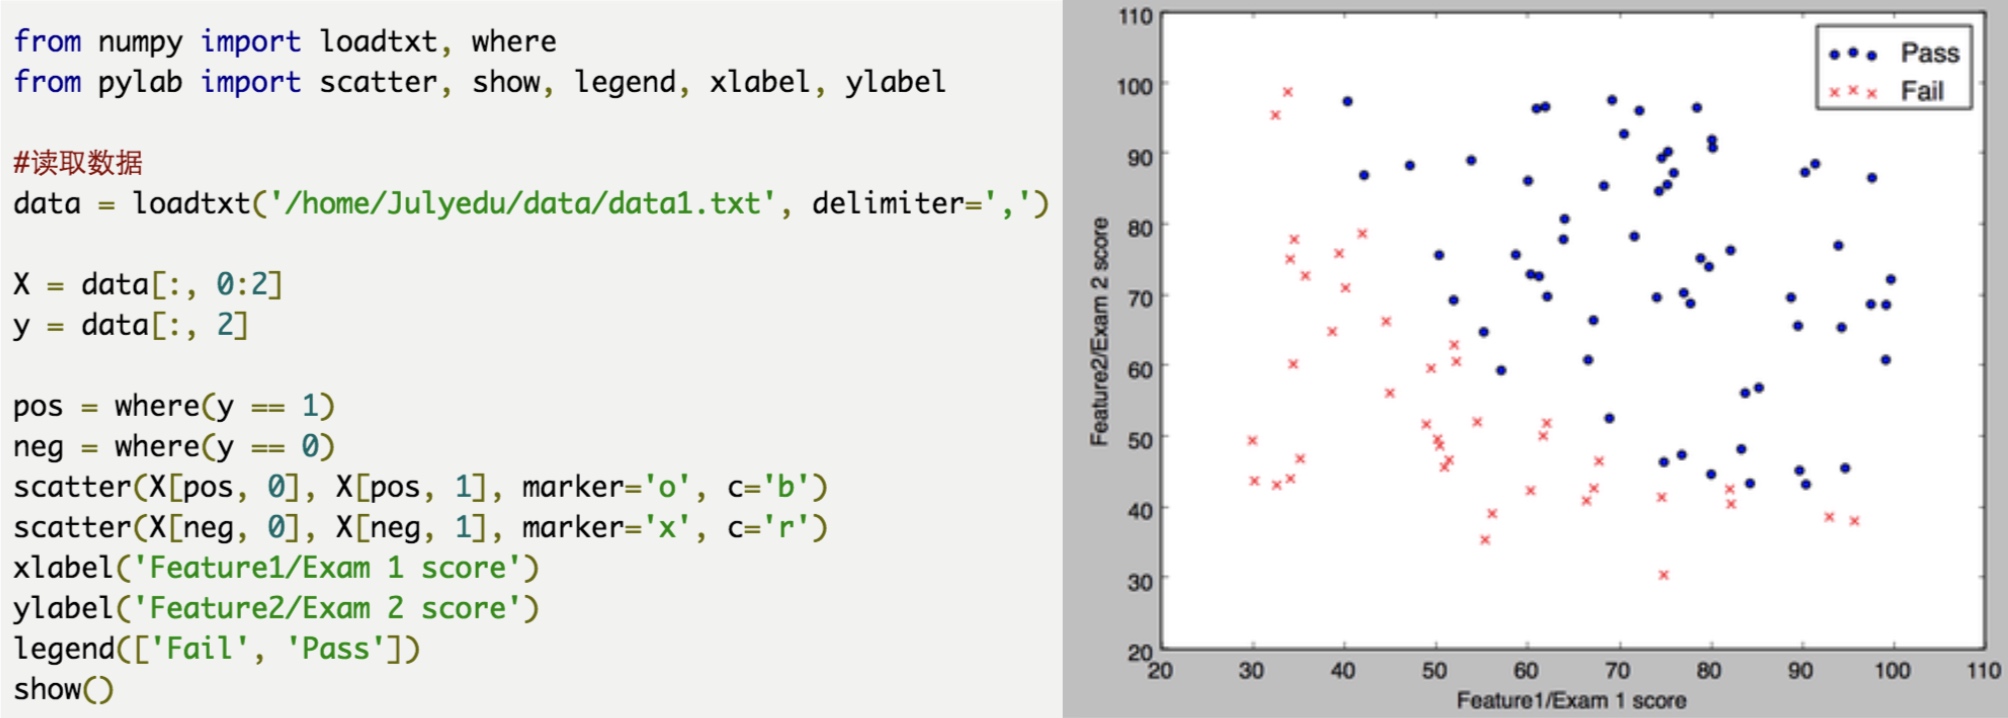 from numpy import loadtxt, where
from pylab import scatter, show, legend, xlabel, ylabel
#读取数据
data = loadtxt('/home/Julyedu/data/data1.txt', delimiter=',')
X = data[:, 0:2]
y = data[:, 2]
pos = where(y == 1)
neg = where(y == 0)
scatter(X[pos, 0], X[pos, 1], marker='o', c='b')
scatter(X[neg, 0], X[neg, 1], marker='x', c='r')
xlabel('Feature1/Exam 1 score')
ylabel('Feature2/Exam 2 score')
legend(['Fail', 'Pass'])
show()
110
100
90
80
70
60
50
40
30
20
Feature2/Exam 2 score
Pass
Fail
20 30 40 50 60 70 80 90 100 110
Feature1/Exam 1 score